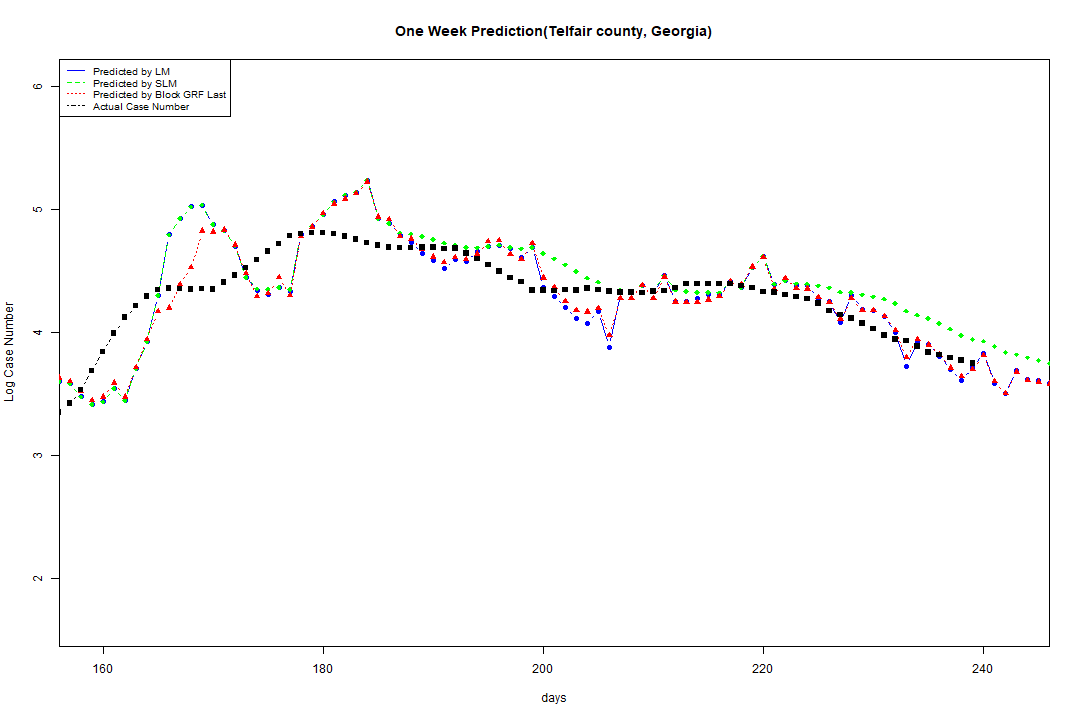 One Week Prediction(Telfair county, Georgia)
Predicted by LM
Predicted by SLM
Predicted by Block GRF Last
Actual Case Number
6
5
4
3
2
Log Case Number
160 180 200 220 240
days